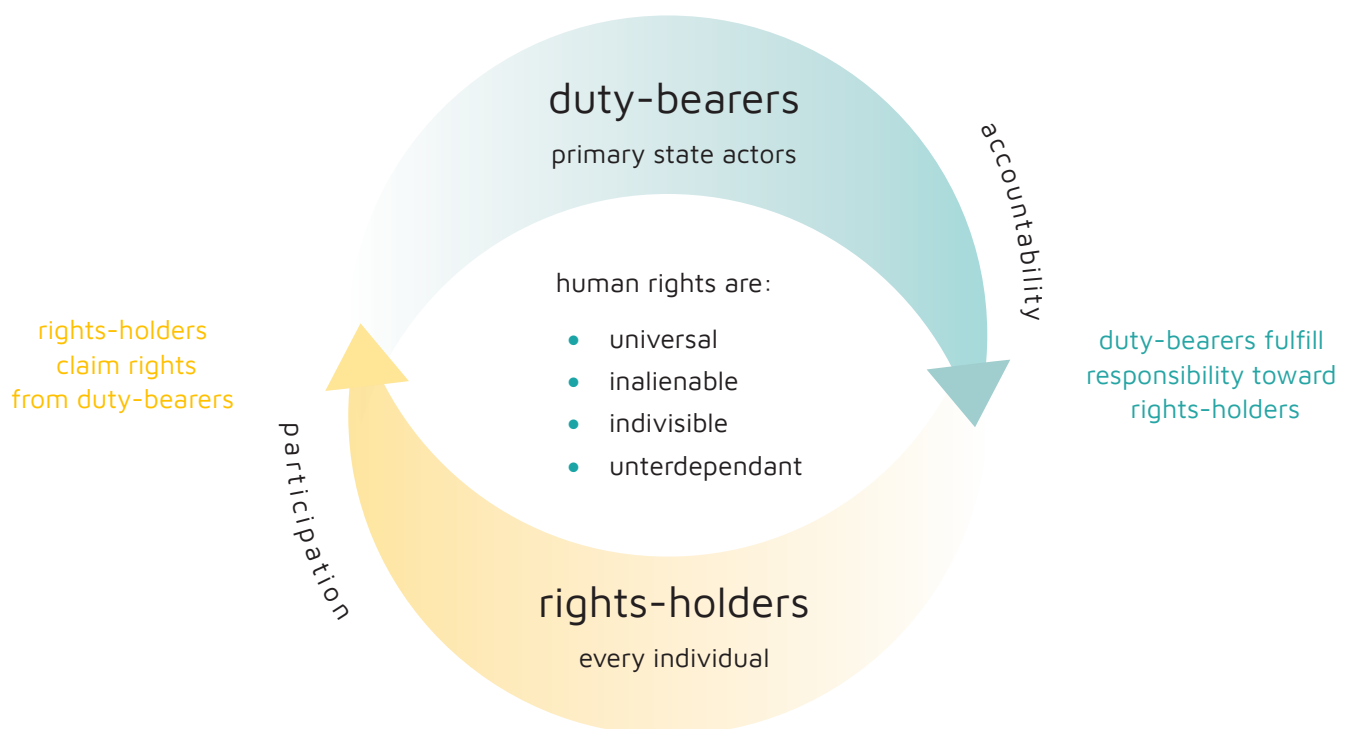 duty-bearers
primary state actors
accountability
human rights are:
• universal
• inalienable
• indivisible
• unterdependant
rights-holders
claim rights
from duty-bearers
duty-bearers fulfill
responsibility toward
rights-holders
participation
rights-holders
every individual